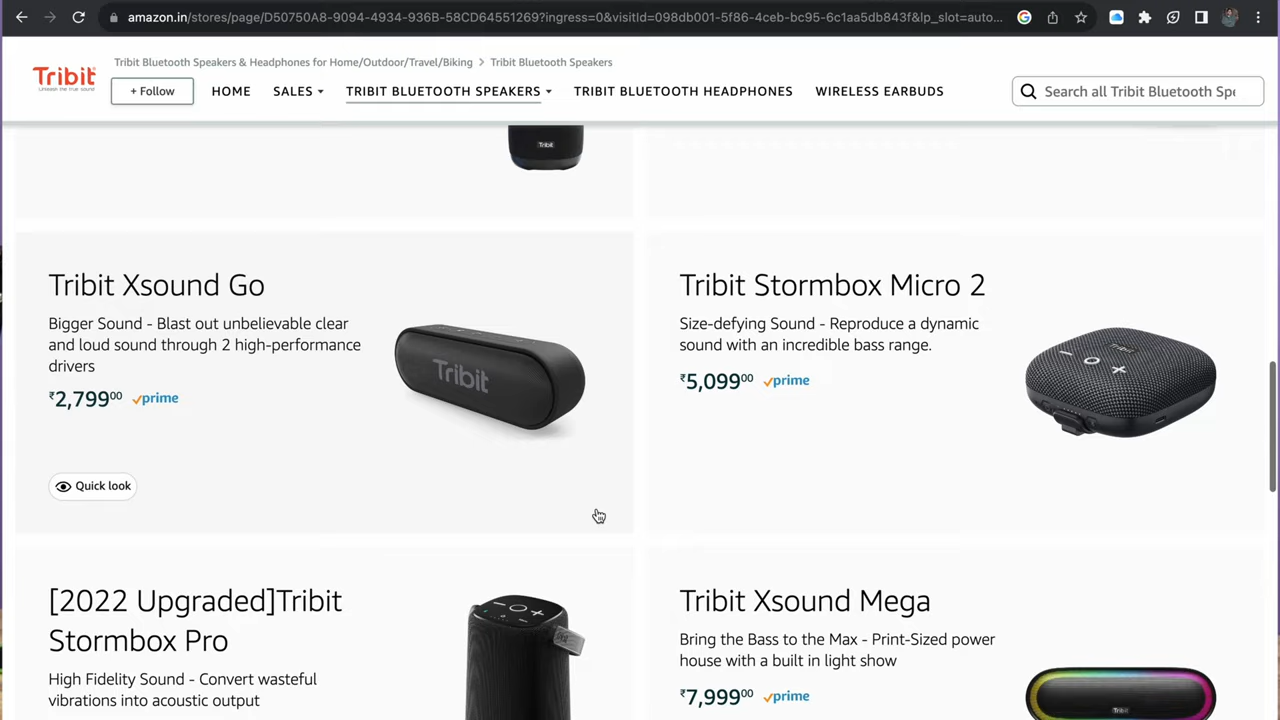 amazon.in/stores/page/D50750A8-9094-4934-936B-58CD64551269?ingress=0&visitId=098db001-5f86-4ceb-bc95-6c1aa5db843f&lp_slot=auto...
Tribit
Unleash the true sound
Tribit Bluetooth Speakers & Headphones for Home/Outdoor/Travel/Biking > Tribit Bluetooth Speakers
+ Follow
HOME
SALES
TRIBIT BLUETOOTH SPEAKERS
TRIBIT BLUETOOTH HEADPHONES
WIRELESS EARBUDS
Search all Tribit Bluetooth Spe
Tribit
Tribit Xsound Go
Bigger Sound - Blast out unbelievable clear
and loud sound through 2 high-performance
drivers
₹2,799⁰⁰ prime
Tribit
Quick look
Tribit Stormbox Micro 2
Size-defying Sound - Reproduce a dynamic
sound with an incredible bass range.
₹5,099⁰⁰ prime
Tribit
[2022 Upgraded]Tribit
Stormbox Pro
High Fidelity Sound - Convert wasteful
vibrations into acoustic output
Tribit Xsound Mega
Bring the Bass to the Max - Print-Sized power
house with a built in light show
₹7,999⁰⁰ prime
Tribit